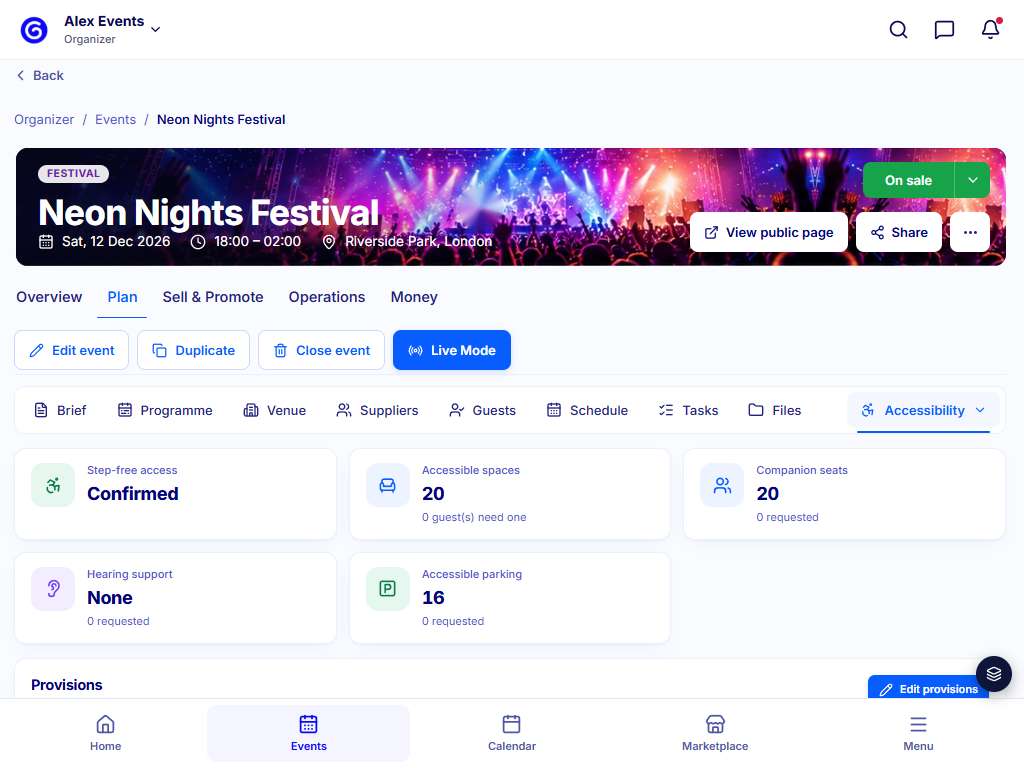 Alex Events
Organizer
Back
Organizer / Events / Neon Nights Festival
FESTIVAL
On sale
Neon Nights Festival
Sat, 12 Dec 2026 18:00 – 02:00 Riverside Park, London
View public page Share
Overview Plan Sell & Promote Operations Money
Edit event Duplicate Close event Live Mode
Brief Programme Venue Suppliers Guests Schedule Tasks Files Accessibility
Step-free access
Confirmed
Accessible spaces
20
0 guest(s) need one
Companion seats
20
0 requested
Hearing support
None
0 requested
Accessible parking
16
0 requested
Provisions
Edit provisions
Home Events Calendar Marketplace Menu